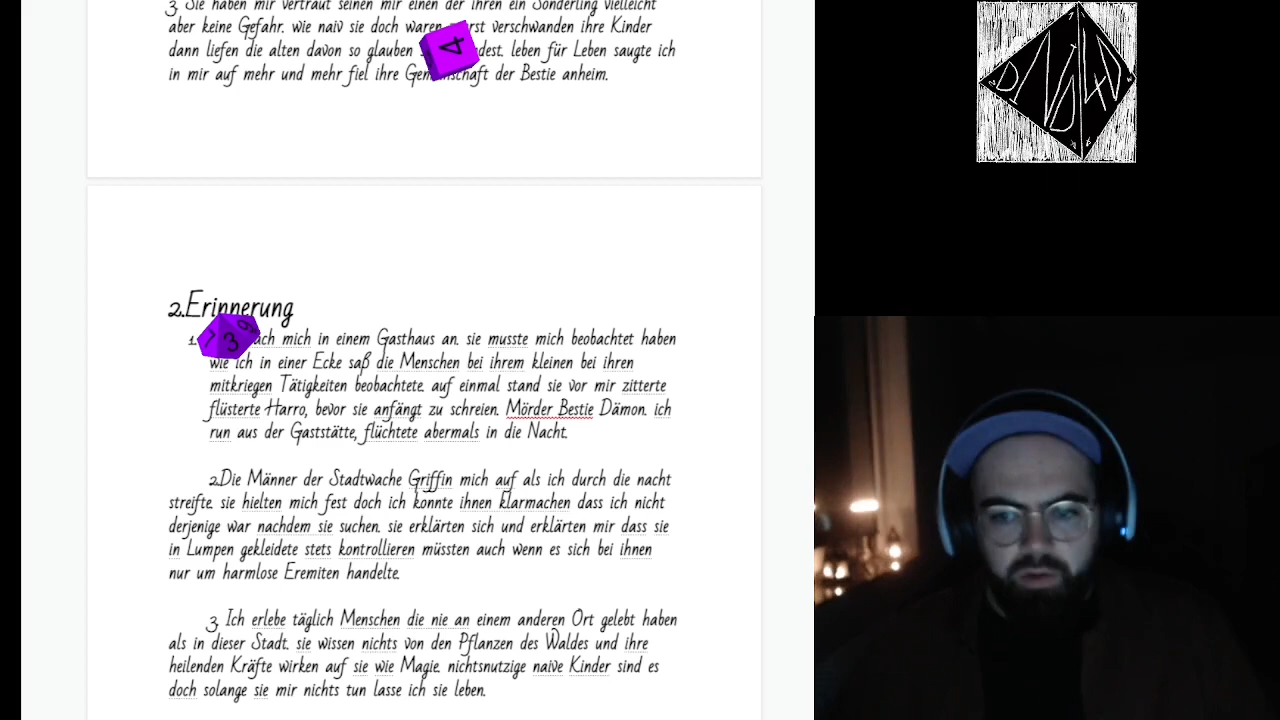 3. Sie haben mir vertraut seinen mir einen der ihren ein Sonderling vielleicht
aber keine Gefahr. wie naiv sie doch waren verschwanden ihre Kinder
dann liefen die alten davon so glauben leben für Leben saugte ich
in mir auf mehr und mehr fiel ihre der Bestie anheim.
4
2.Erinnerung
7 3 9
1. mich in einem Gasthaus an. sie musste mich beobachtet haben
wie ich in einer Ecke saß die Menschen bei ihrem kleinen bei ihren
mitkriegen Tätigkeiten beobachtete. auf einmal stand sie vor mir zitterte
flüsterte Harro, bevor sie anfängt zu schreien. Mörder Bestie Dämon. ich
run aus der Gaststätte, flüchtete abermals in die Nacht.
2.Die Männer der Stadtwache Griffin mich auf als ich durch die nacht
streifte. sie hielten mich fest doch ich konnte ihnen klarmachen dass ich nicht
derjenige war nachdem sie suchen. sie erklärten sich und erklärten mir dass sie
in Lumpen gekleidete stets kontrollieren müssten auch wenn es sich bei ihnen
nur um harmlose Eremiten handelte.
3. Ich erlebe täglich Menschen die nie an einem anderen Ort gelebt haben
als in dieser Stadt. sie wissen nichts von den Pflanzen des Waldes und ihre
heilenden Kräfte wirken auf sie wie Magie. nichtsnutzige naive Kinder sind es
doch solange sie mir nichts tun lasse ich sie leben.